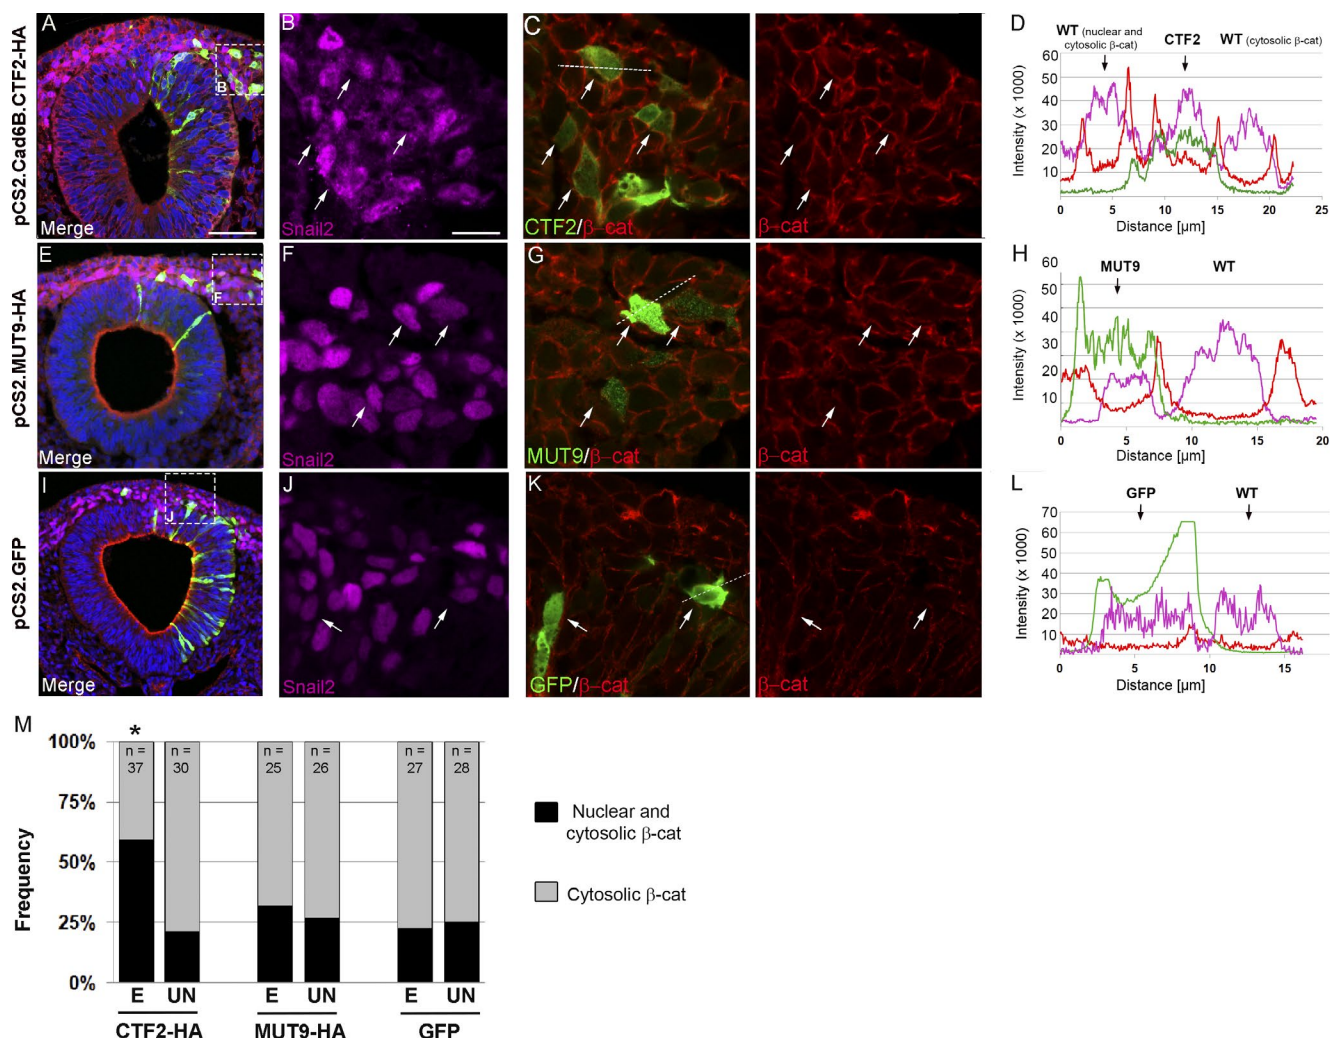 A
B
C
D
pCS2.Cad6B.CTF2-HA
B
Merge
Snail2
CTF2/β-cat
β-cat
WT (nuclear and cytosolic β-cat)
CTF2
WT (cytosolic β-cat)
Intensity (x 1000)
60
50
40
30
20
10
0
0 5 10 15 20 25
Distance [µm]
E
F
G
H
pCS2.MUT9-HA
F
Merge
Snail2
MUT9/β-cat
β-cat
MUT9
WT
Intensity (x 1000)
60
50
40
30
20
10
0 5 10 15 20
Distance [µm]
I
J
K
L
pCS2.GFP
J
Merge
Snail2
GFP/β-cat
β-cat
GFP
WT
Intensity (x 1000)
70
60
50
40
30
20
10
0 5 10 15
Distance [µm]
M
*
Frequency
100%
75%
50%
25%
0%
n = 37
n = 30
n = 25
n = 26
n = 27
n = 28
E UN E UN E UN
CTF2-HA MUT9-HA GFP
Nuclear and
cytosolic β-cat
Cytosolic β-cat